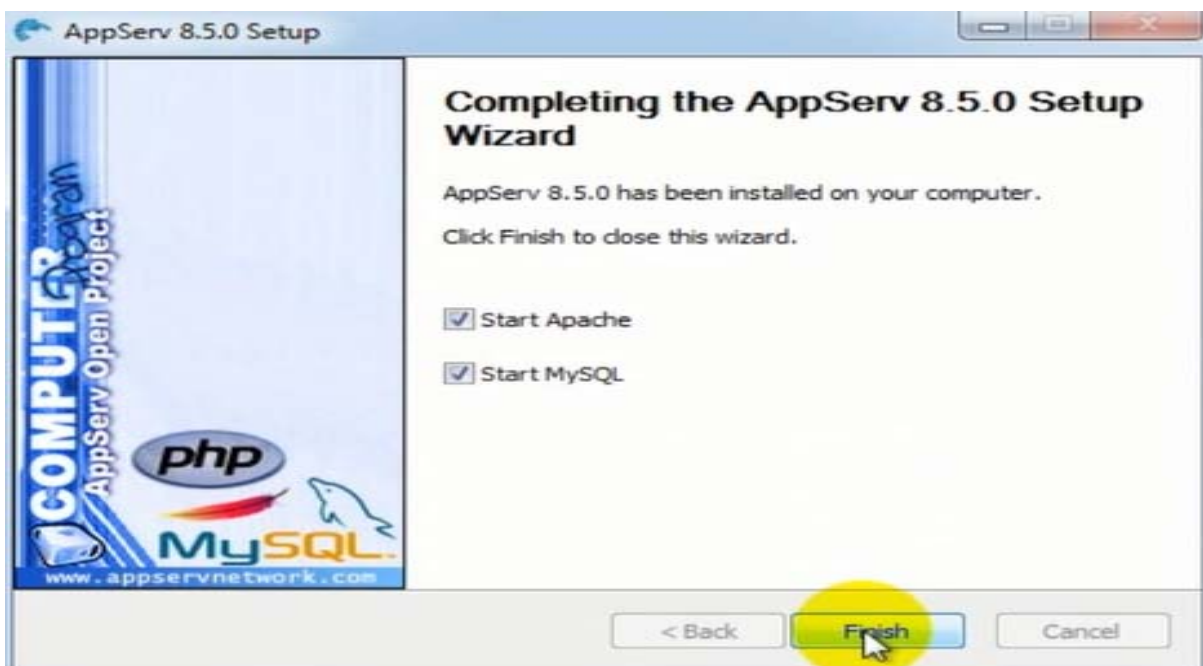 AppServ 8.5.0 Setup
Completing the AppServ 8.5.0 Setup
Wizard
AppServ 8.5.0 has been installed on your computer.
Click Finish to close this wizard.
Start Apache
Start MySQL
COMPUTER
Program
AppServ Open Project
php
MySQL
www.appservnetwork.com
< Back
Finish
Cancel